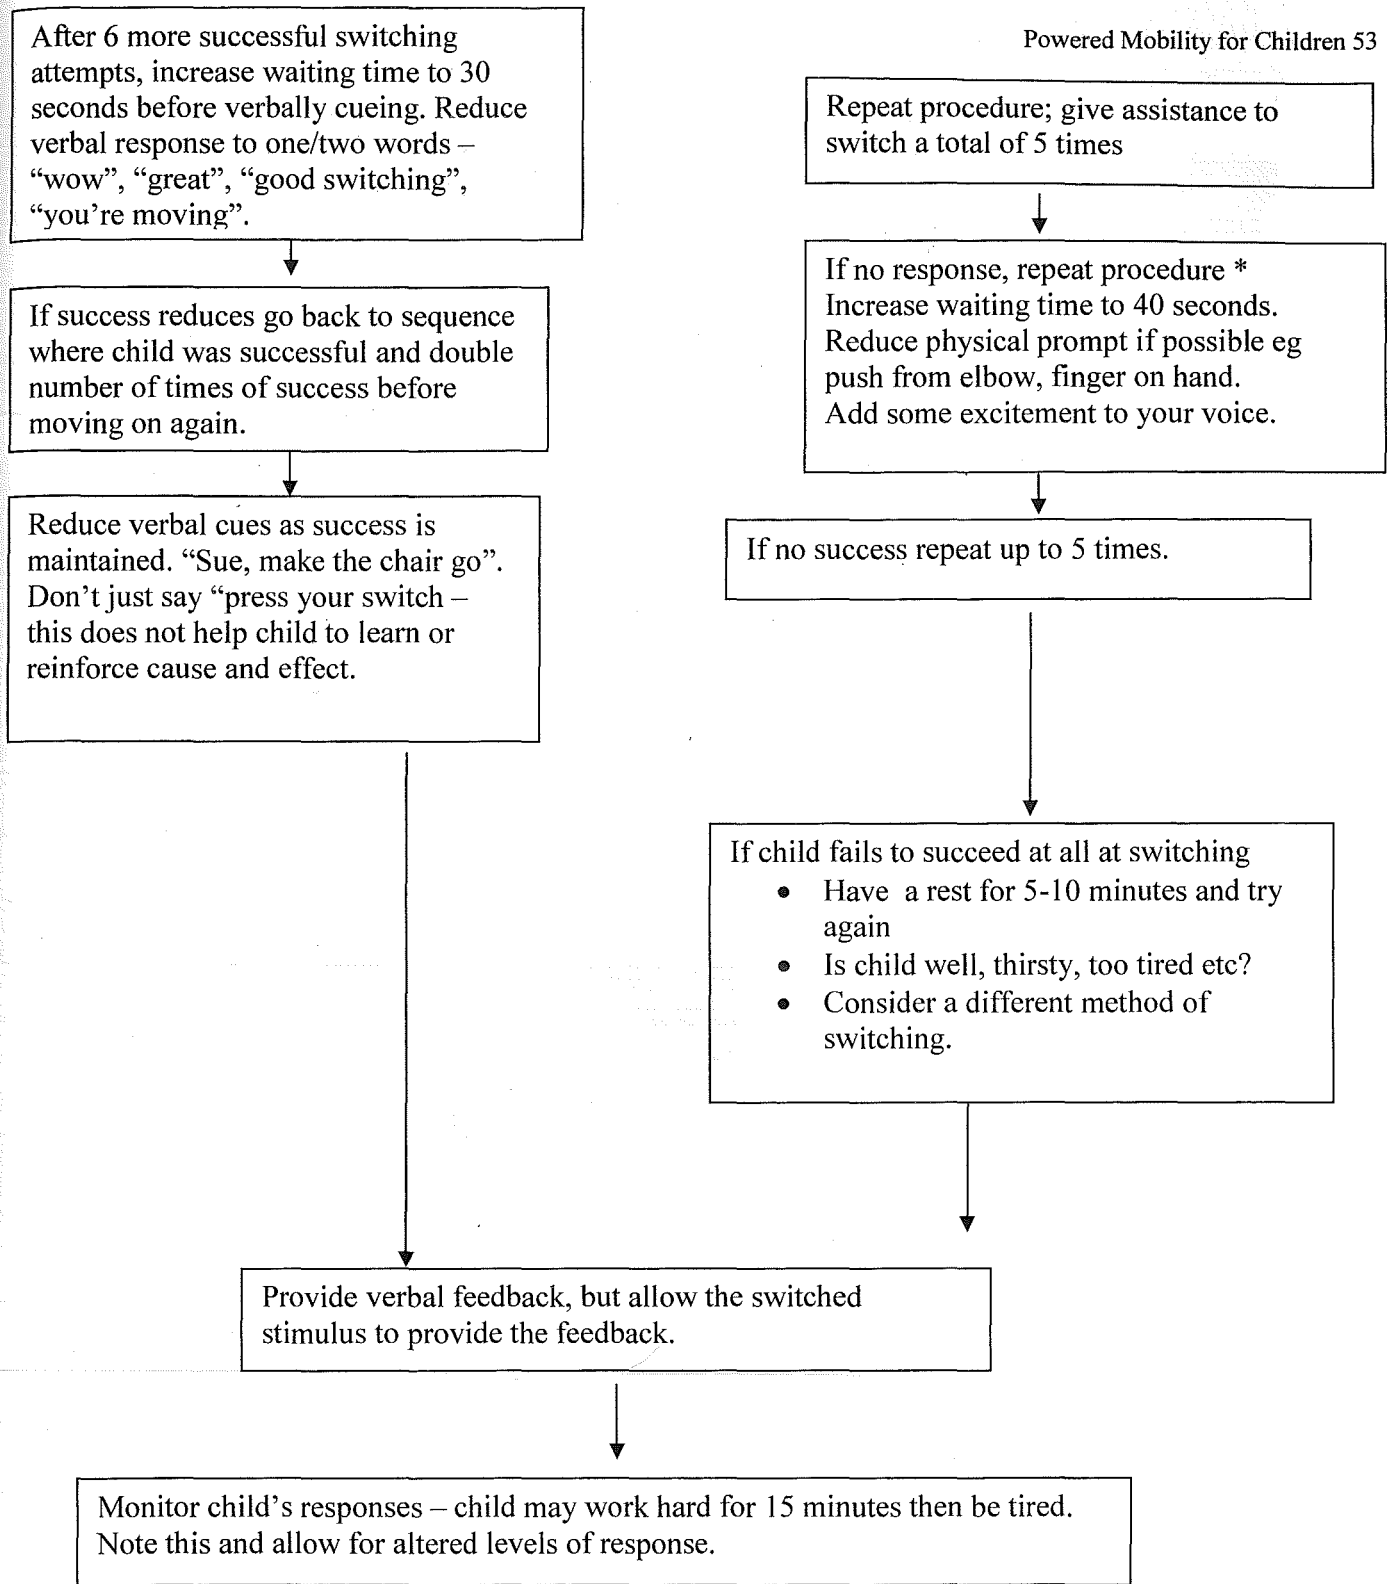 Powered Mobility for Children 53
After 6 more successful switching
attempts, increase waiting time to 30
seconds before verbally cueing. Reduce
verbal response to one/two words –
“wow”, “great”, “good switching”,
“you’re moving”.
If success reduces go back to sequence
where child was successful and double
number of times of success before
moving on again.
Reduce verbal cues as success is
maintained. “Sue, make the chair go”.
Don’t just say “press your switch –
this does not help child to learn or
reinforce cause and effect.
Repeat procedure; give assistance to
switch a total of 5 times
If no response, repeat procedure *
Increase waiting time to 40 seconds.
Reduce physical prompt if possible eg
push from elbow, finger on hand.
Add some excitement to your voice.
If no success repeat up to 5 times.
If child fails to succeed at all at switching
• Have a rest for 5-10 minutes and try
again
• Is child well, thirsty, too tired etc?
• Consider a different method of
switching.
Provide verbal feedback, but allow the switched
stimulus to provide the feedback.
Monitor child’s responses – child may work hard for 15 minutes then be tired.
Note this and allow for altered levels of response.